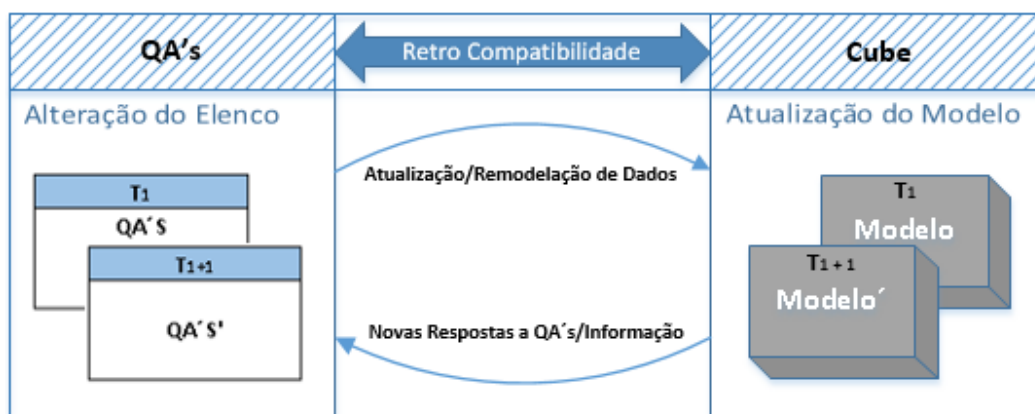 QA’s
Retro Compatibilidade
Cube
Alteração do Elenco
Atualização do Modelo
Atualização/Remodelação de Dados
T1
QA´S
T1+1
QA´S'
T1
Modelo
T1 + 1
Modelo´
Novas Respostas a QA´s/Informação